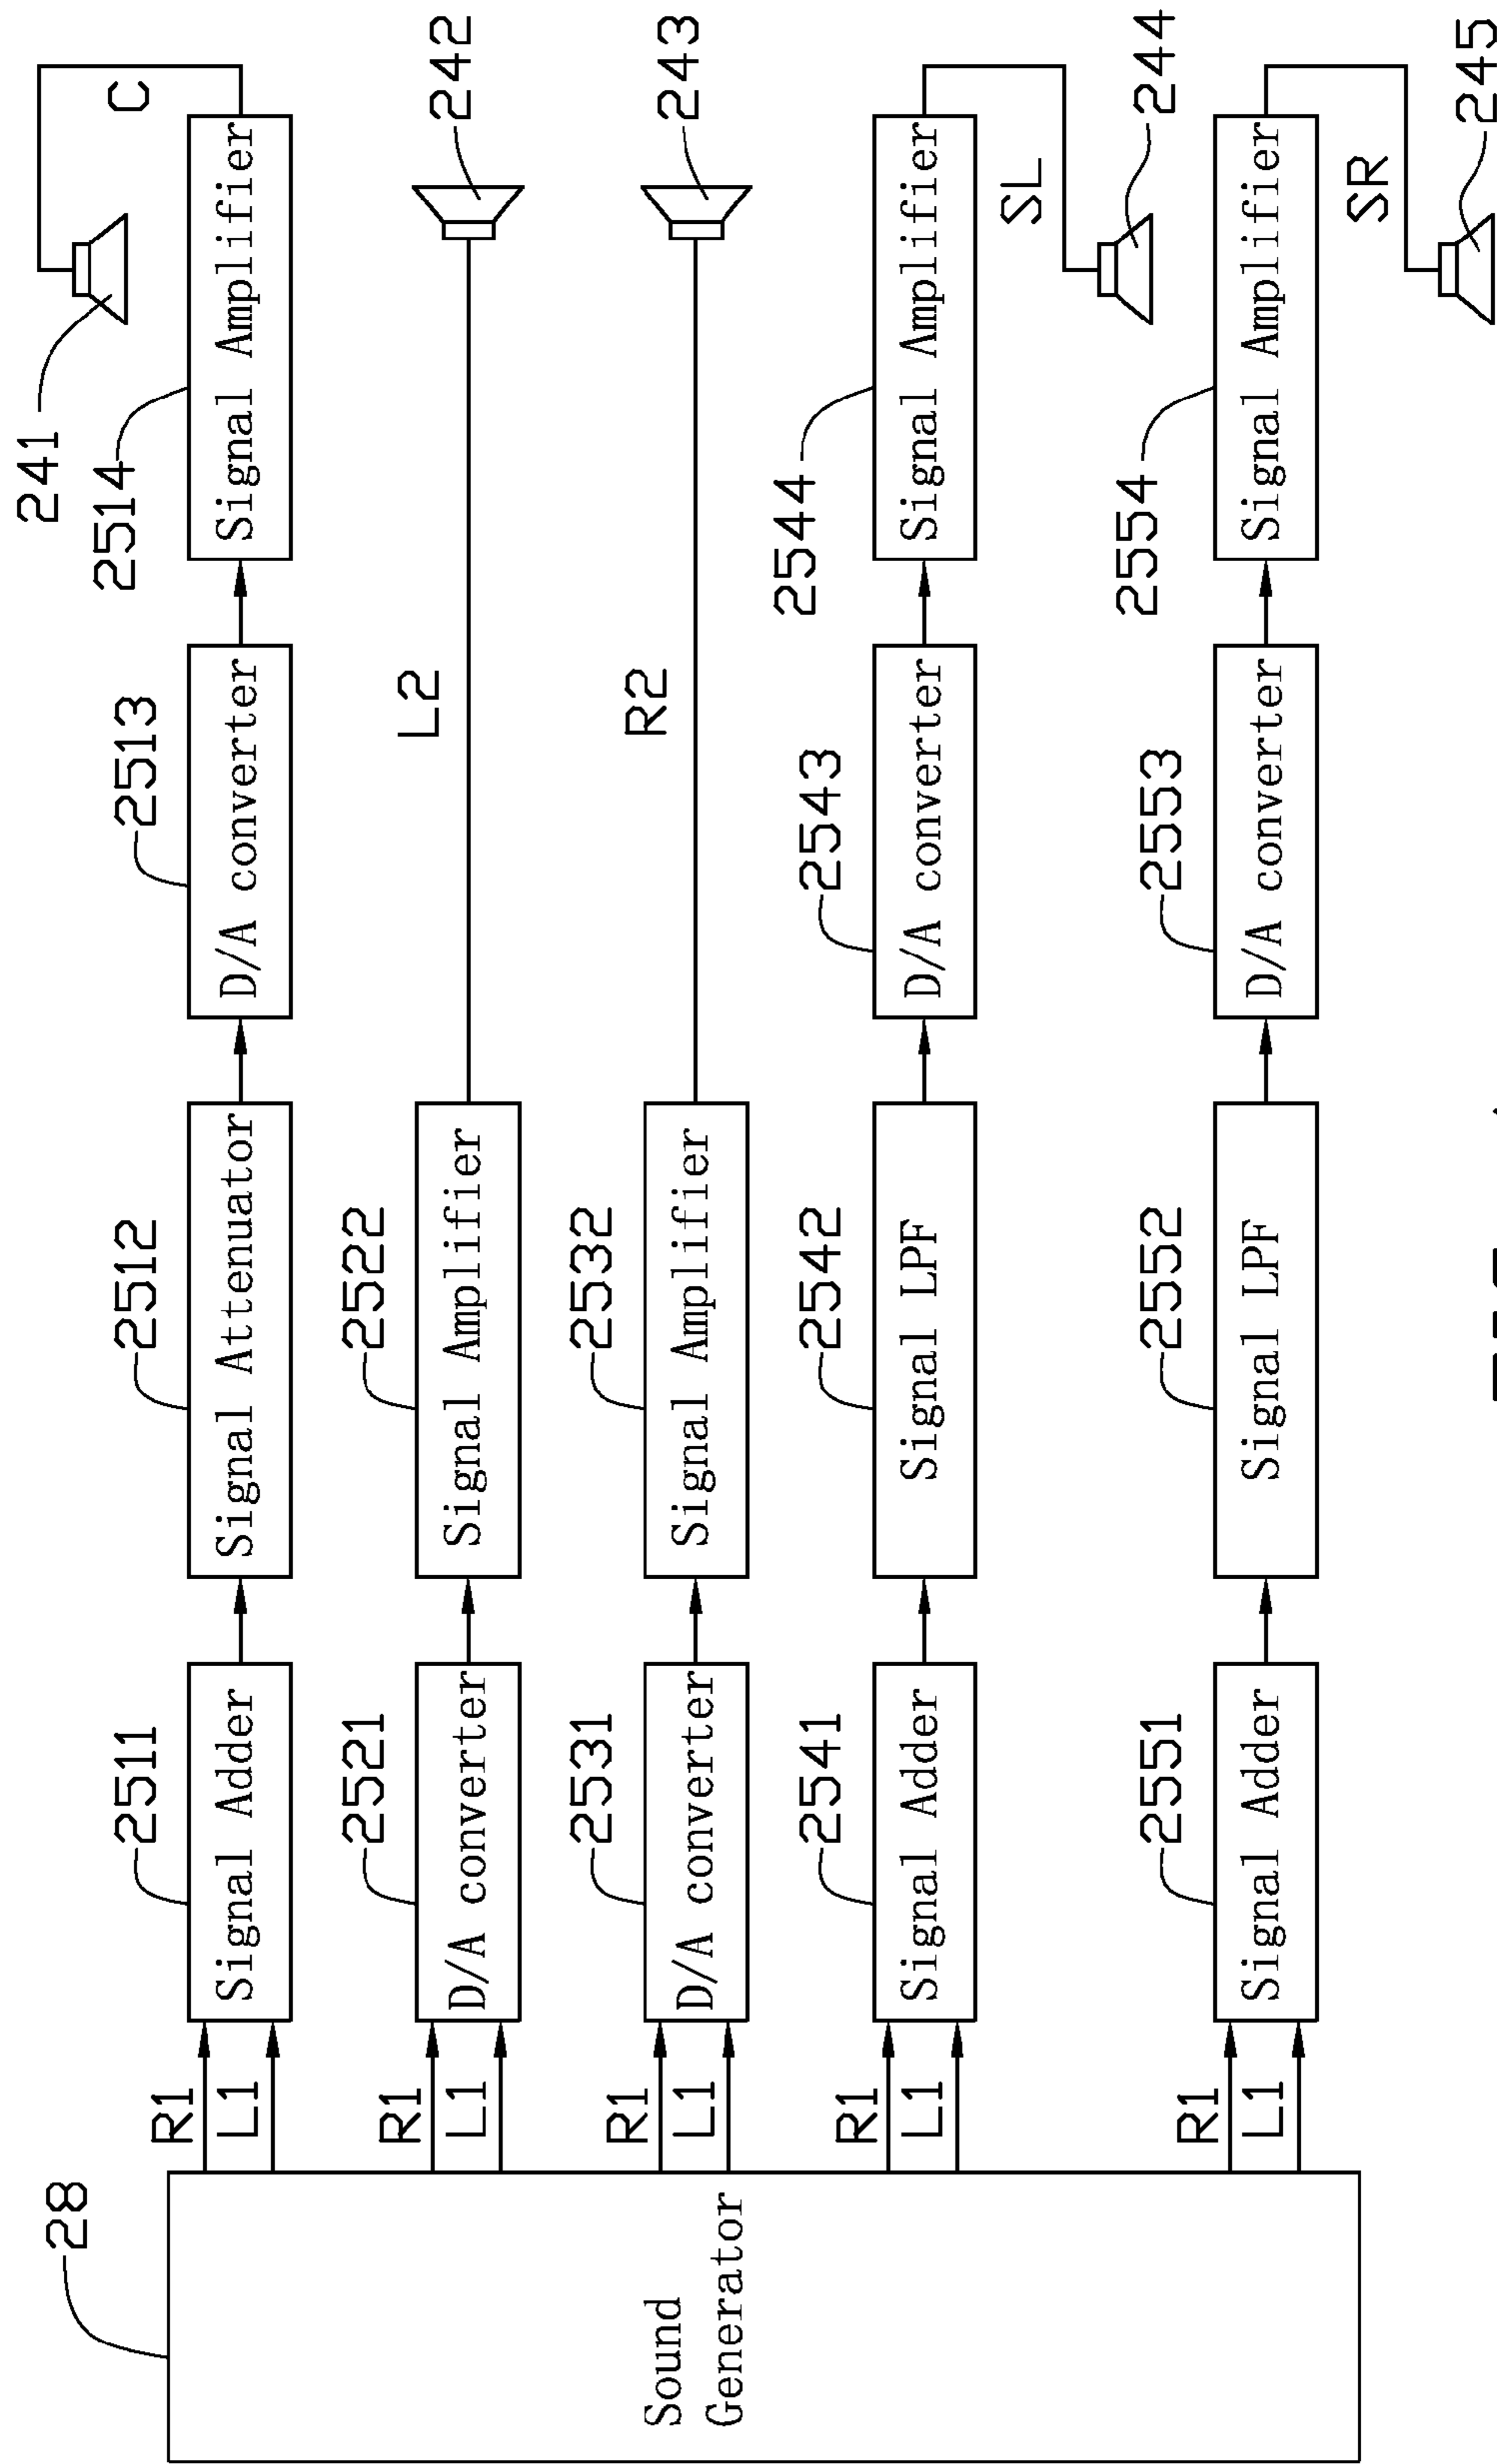 28
Sound
Generator
R1
L1
2511
Signal Adder
2512
Signal Attenuator
2513
D/A converter
2514
Signal Amplifier
241
C
R1
L1
2521
D/A converter
2522
Signal Amplifier
L2
242
R1
L1
2531
D/A converter
2532
Signal Amplifier
R2
243
R1
L1
2541
Signal Adder
2542
Signal LPF
2543
D/A converter
2544
Signal Amplifier
SL
244
R1
L1
2551
Signal Adder
2552
Signal LPF
2553
D/A converter
2554
Signal Amplifier
SR
245